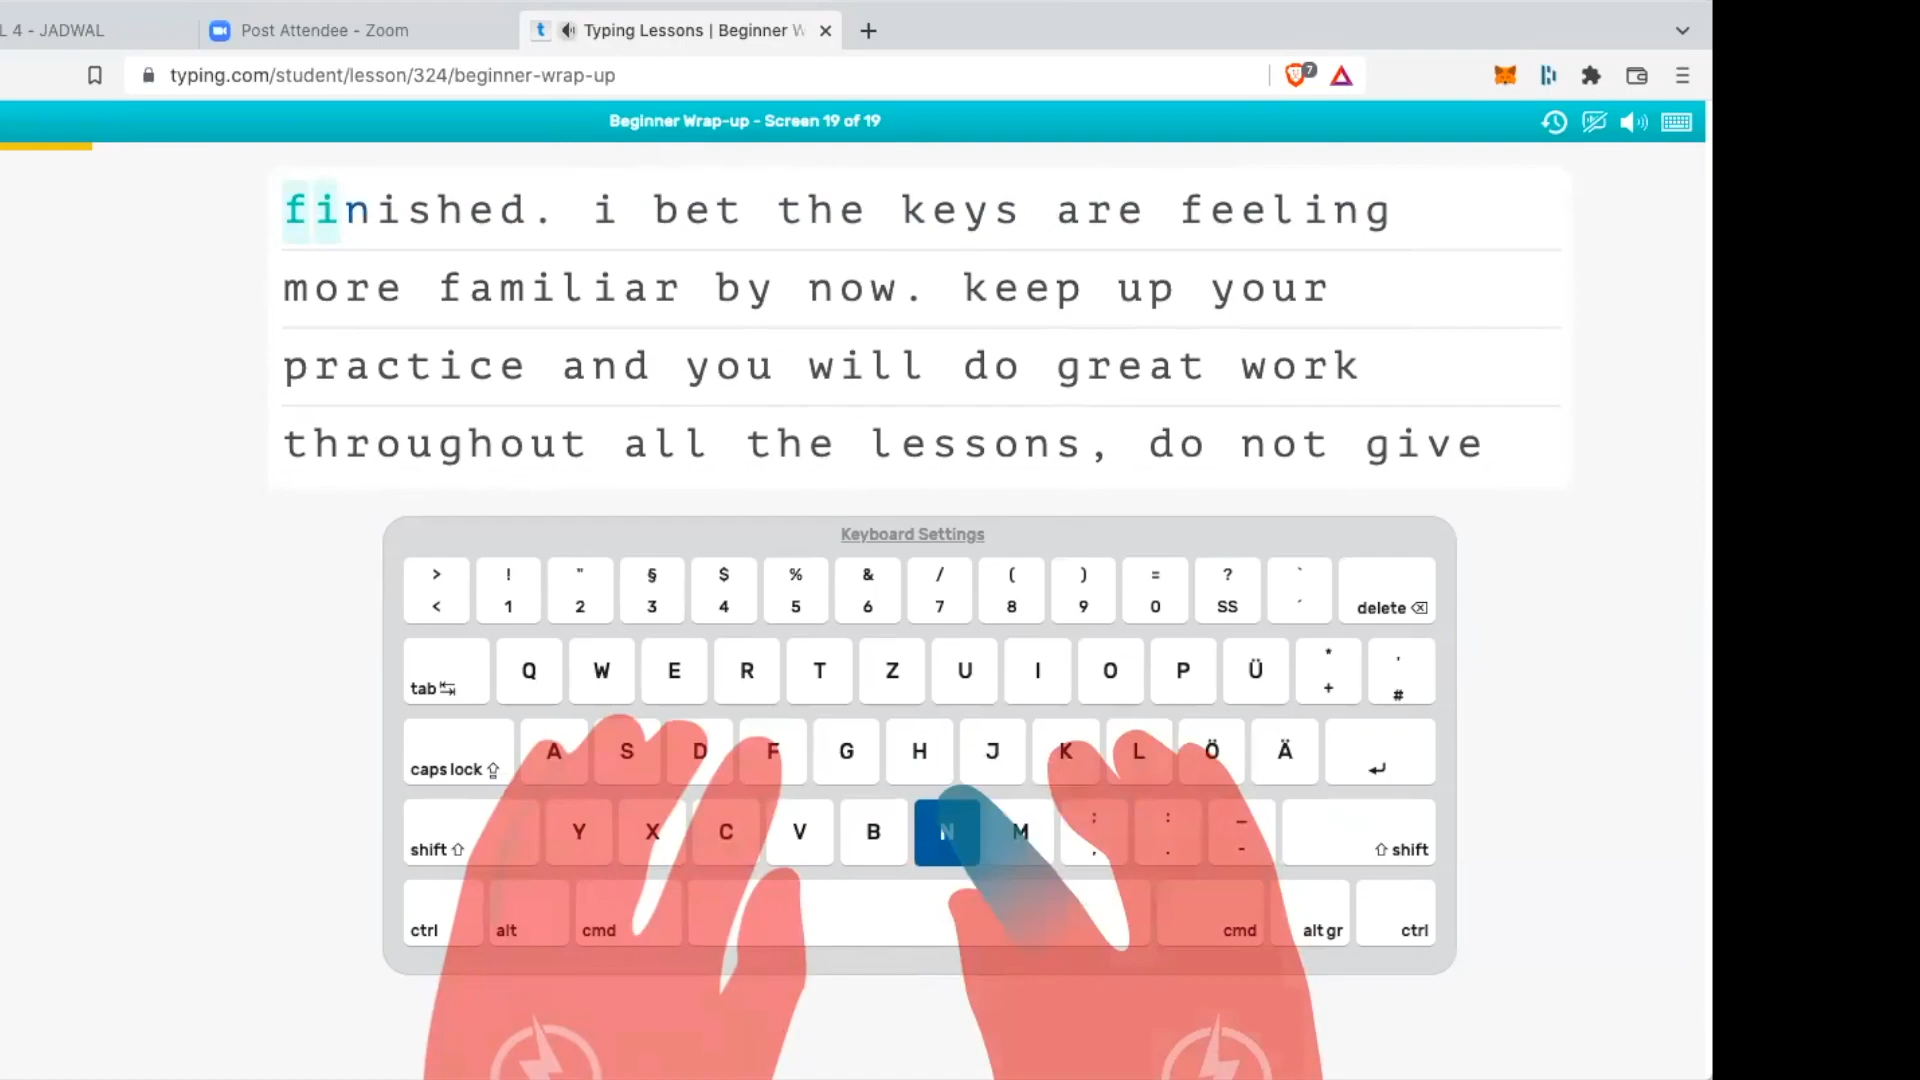 L 4 - JADWAL
Post Attendee - Zoom
t Typing Lessons | Beginner W
typing.com/student/lesson/324/beginner-wrap-up
7
Beginner Wrap-up - Screen 19 of 19
finished. i bet the keys are feeling
more familiar by now. keep up your
practice and you will do great work
throughout all the lessons, do not give
Keyboard Settings
> ! " § $ % & / ( ) = ? `
< 1 2 3 4 5 6 7 8 9 0 SS ´ delete
tab Q W E R T Z U I O P Ü * + ' #
caps lock A S D F G H J K L Ö Ä
shift Y X C V B N M ; , : . _ - shift
ctrl alt cmd cmd alt gr ctrl